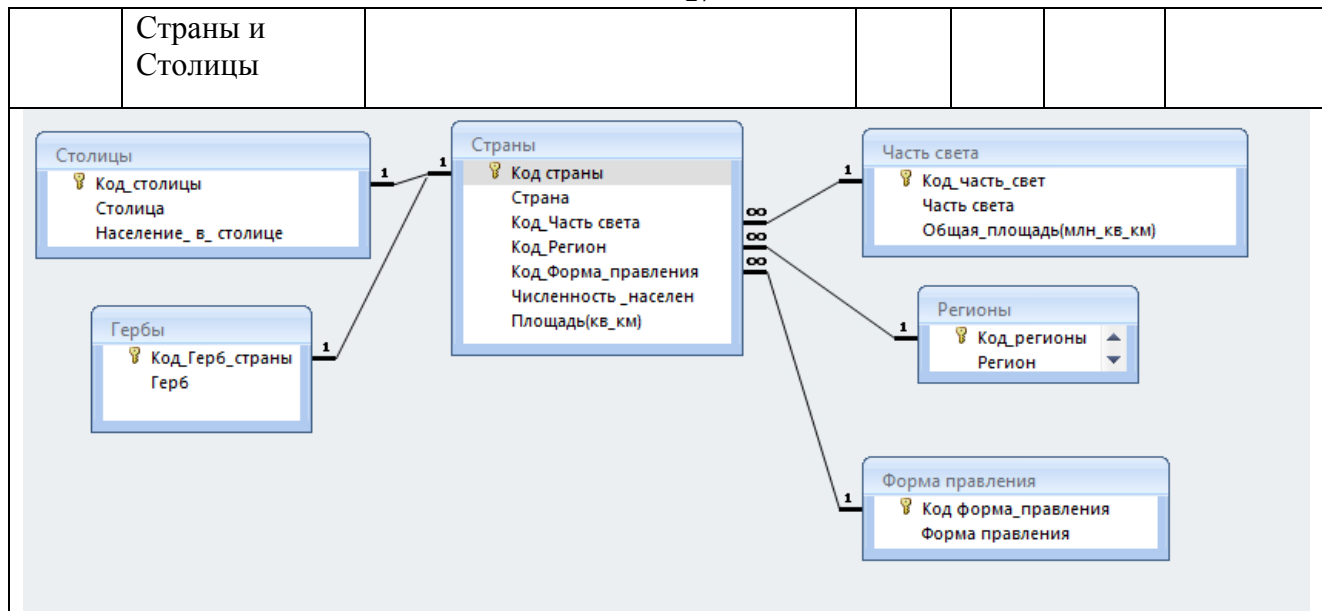 Страны и
Столицы
Столицы
Код_столицы
Столица
Население_ в_ столице
1
1
Страны
Код страны
Страна
Код_Часть света
Код_Регион
Код_Форма_правления
Численность _населен
Площадь(кв_км)
∞
∞
∞
1
Часть света
Код_часть_свет
Часть света
Общая_площадь(млн_кв_км)
Гербы
Код_Герб_страны
Герб
1
1
Регионы
Код_регионы
Регион
1
Форма правления
Код форма_правления
Форма правления